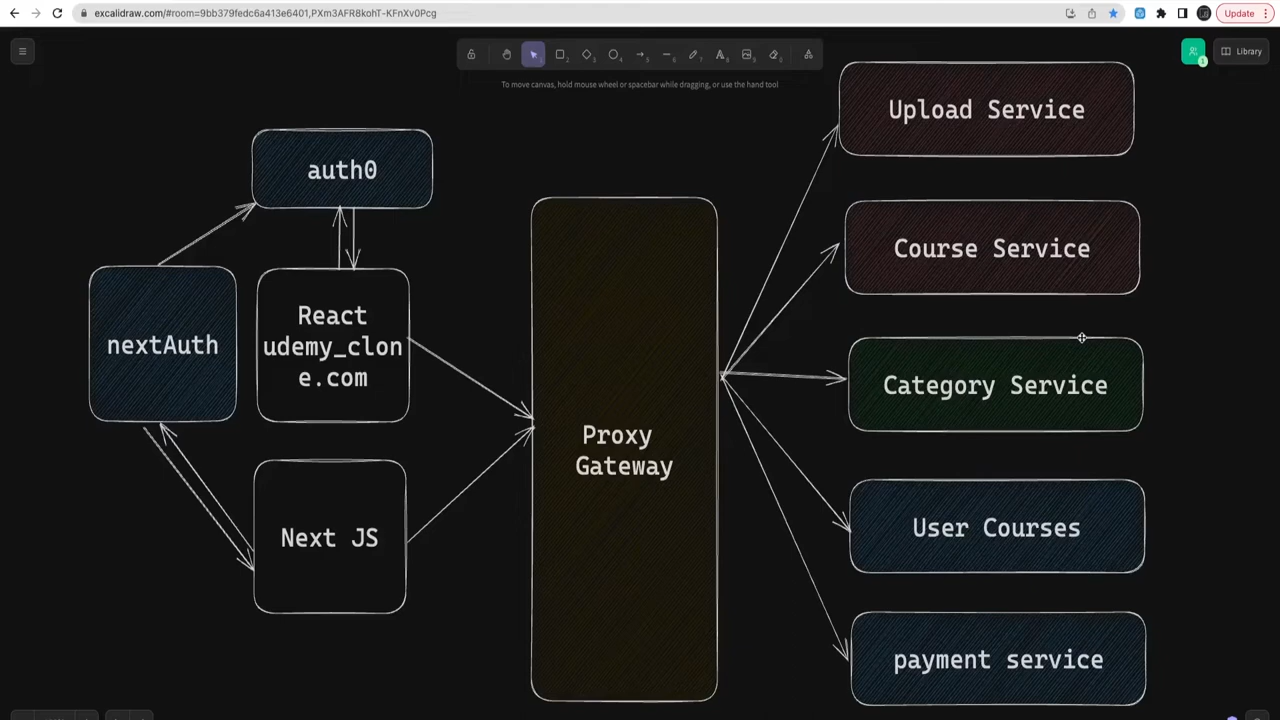 excalidraw.com/#room=9bb379fedc6a413e6401,PXm3AFR8kohT-KFnXv0Pcg
Update
Library
1
To move canvas, hold mouse wheel or spacebar while dragging, or use the hand tool
Upload Service
auth0
Course Service
React
udemy_clon
e.com
nextAuth
Category Service
Proxy
Gateway
Next JS
User Courses
payment service